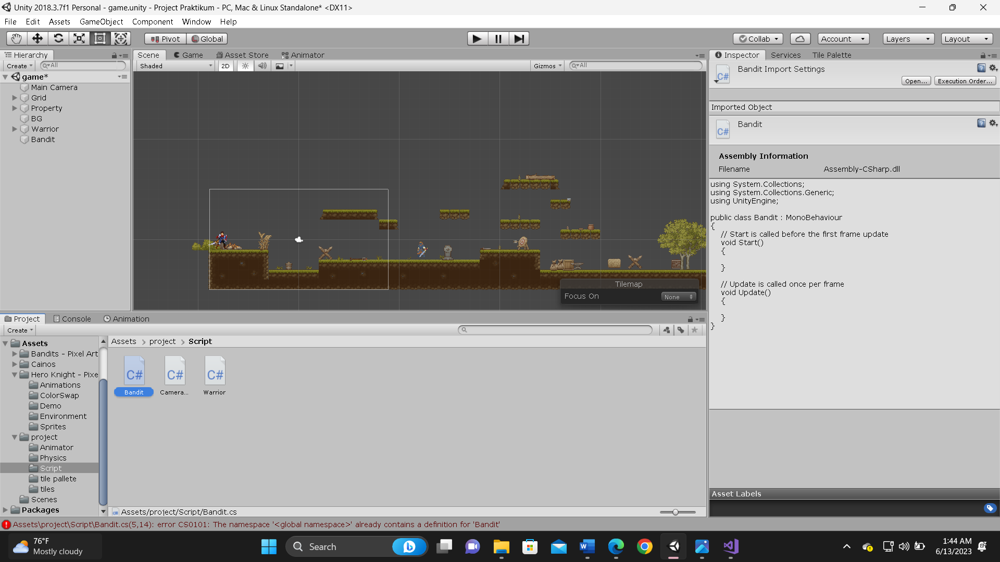 Unity 2018.3.7f1 Personal - game.unity - Project Praktikum - PC, Mac & Linux Standalone* <DX11>
File Edit Assets GameObject Component Window Help
Pivot Global Collab Account Layers Layout
Hierarchy
Create All
game*
Main Camera
Grid
Property
BG
Warrior
Bandit
Scene Game Asset Store Animator
Shaded 2D Gizmos All
Tilemap
Focus On None
Inspector Services Tile Palette
C# Bandit Import Settings
Open... Execution Order...
Imported Object
C# Bandit
Assembly Information
Filename Assembly-CSharp.dll
using System.Collections;
using System.Collections.Generic;
using UnityEngine;
public class Bandit : MonoBehaviour
{
// Start is called before the first frame update
void Start()
{
}
// Update is called once per frame
void Update()
{
}
}
Asset Labels
Project Console Animation
Create
Assets
Bandits - Pixel Art
Cainos
Hero Knight - Pixe
Animations
ColorSwap
Demo
Environment
Sprites
project
Animator
Physics
Script
tile pallete
tiles
Scenes
Packages
Assets project Script
C# C# C#
Bandit Camera... Warrior
Assets/project/Script/Bandit.cs
Assets\project\Script\Bandit.cs(5,14): error CS0101: The namespace '<global namespace>' already contains a definition for 'Bandit'
76°F
Mostly cloudy
Search
1:44 AM
6/13/2023